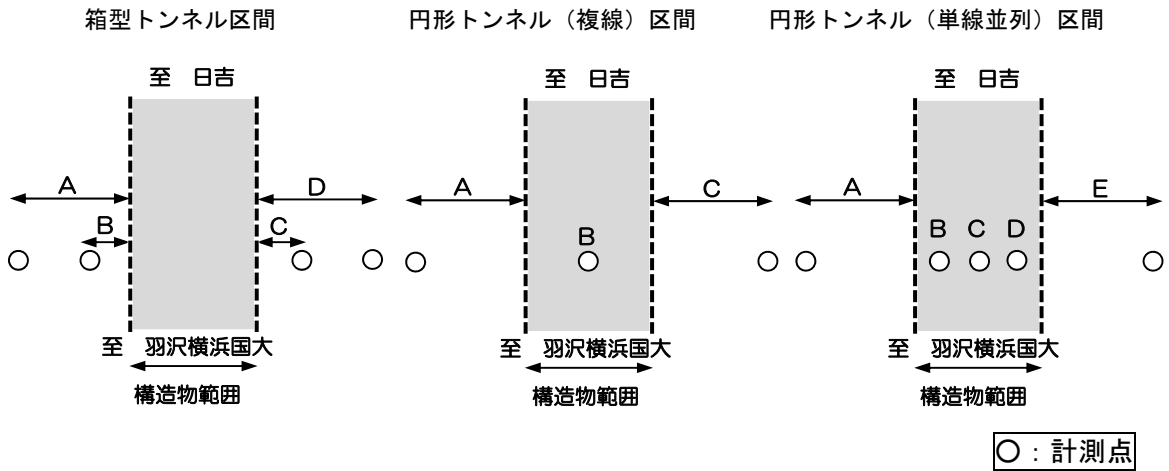 箱型トンネル区間
円形トンネル（複線）区間
円形トンネル（単線並列）区間
至　日吉
至　日吉
至　日吉
A
D
A
C
A
E
B
C
B
B
C
D
至　羽沢横浜国大
至　羽沢横浜国大
至　羽沢横浜国大
構造物範囲
構造物範囲
構造物範囲
○：計測点